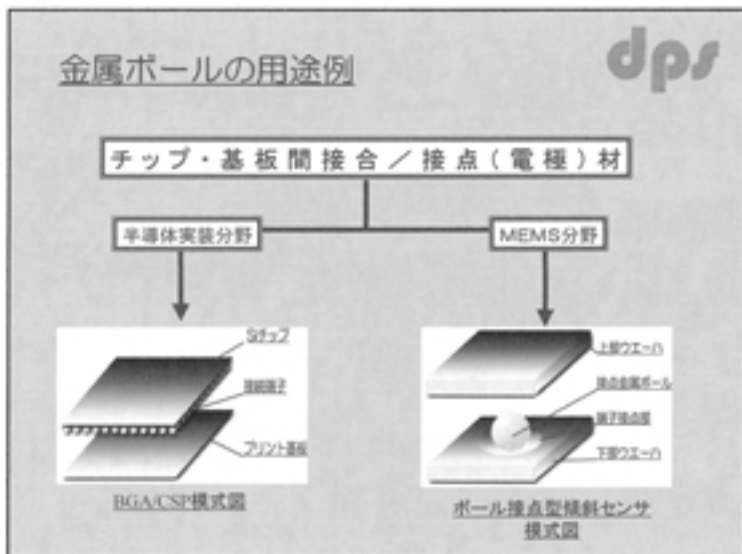 金属ボールの用途例
dps
チップ・基板間接合／接点(電極)材
半導体実装分野
MEMS分野
Siチップ
接続端子
プリント基板
BGA/CSP模式図
上部ウエーハ
接点金属ボール
端子接点部
下部ウエーハ
ボール接点型傾斜センサ
模式図